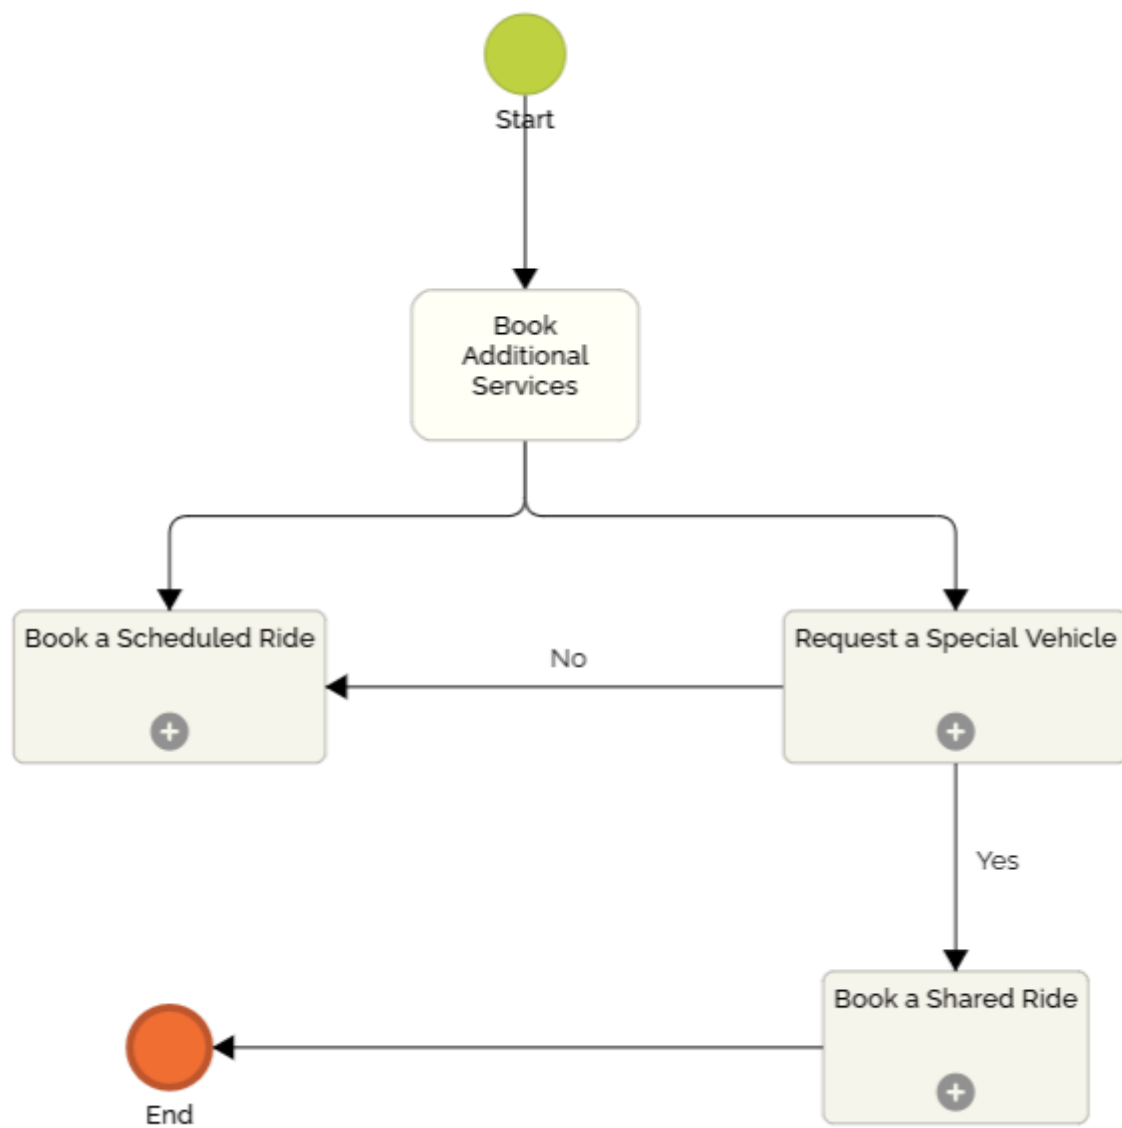 Start
Book
Additional
Services
Book a Scheduled Ride
No
Request a Special Vehicle
Yes
Book a Shared Ride
End